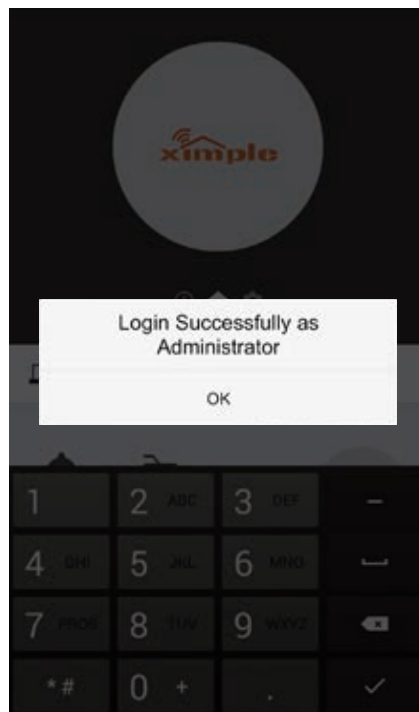 ximple
Login Successfully as
Administrator
OK
1
2 ABC
3 DEF
-
4 GHI
5 JKL
6 MNO
7 PRQS
8 TUV
9 WXYZ
*#
0 +
.